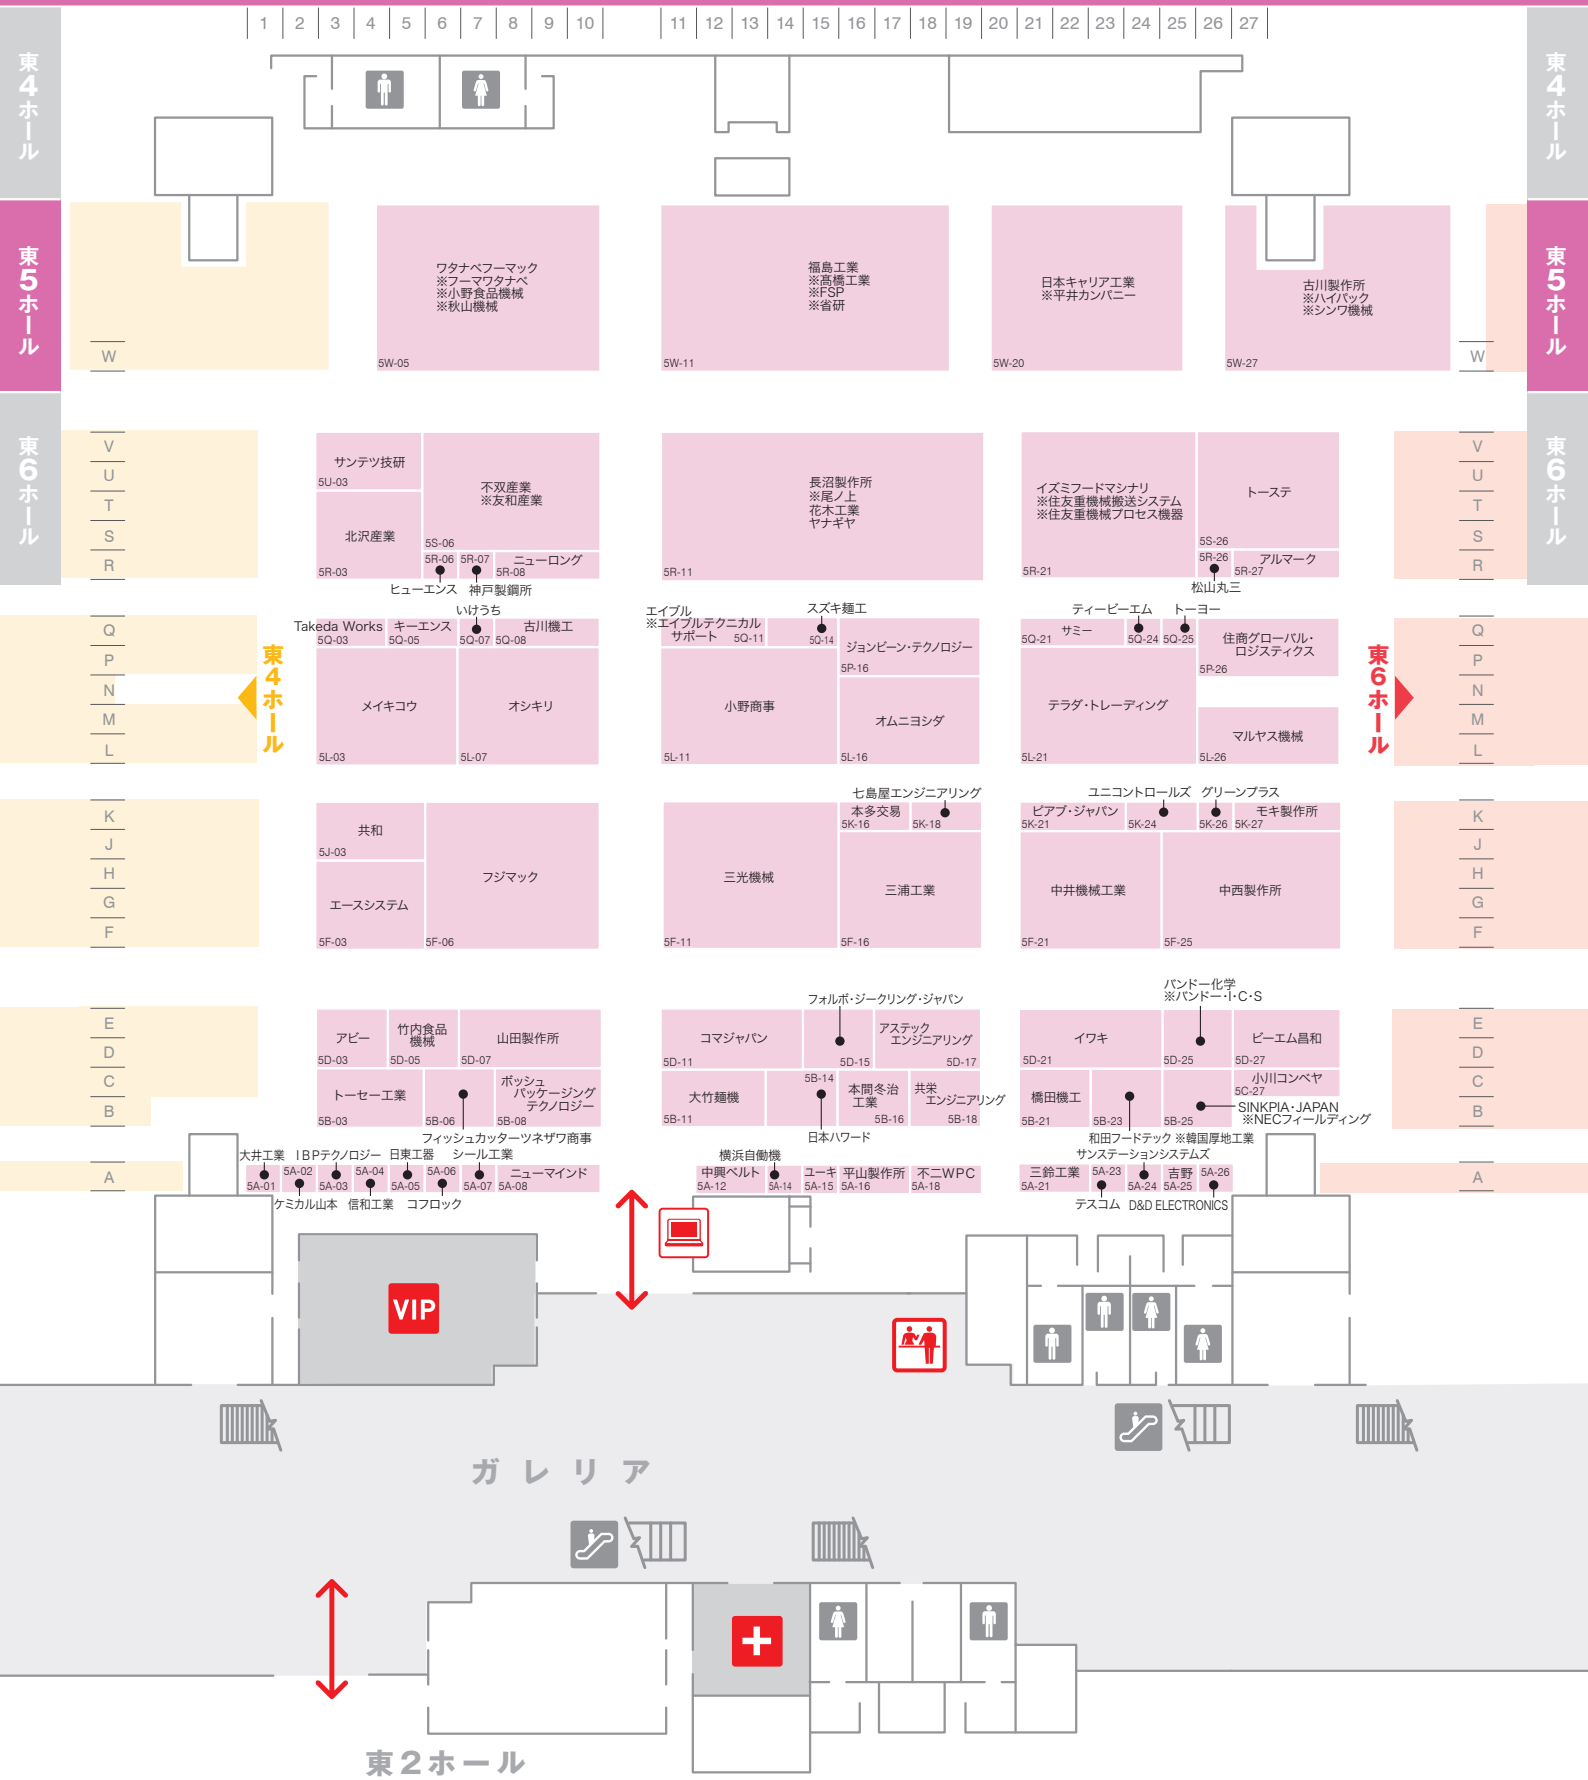 1 2 3 4 5 6 7 8 9 10 11 12 13 14 15 16 17 18 19 20 21 22 23 24 25 26 27
東4ホール
東4ホール
東5ホール
東5ホール
東6ホール
東6ホール
ワタナベフーマック
※フーマワタナベ
※小野食品機械
※秋山機械
5W-05
福島工業
※髙橋工業
※FSP
※省研
5W-11
日本キャリア工業
※平井カンパニー
5W-20
古川製作所
※ハイパック
※シンワ機械
5W-27
W
W
V
U
T
S
R
サンテツ技研
5U-03
北沢産業
5R-03
不双産業
※友和産業
5S-06
5R-06
ヒューエンス
5R-07
神戸製鋼所
ニューロング
5R-08
長沼製作所
※尾ノ上
花木工業
ヤナギヤ
5R-11
イズミフードマシナリ
※住友重機械搬送システム
※住友重機械プロセス機器
5R-21
トーステ
5S-26
5R-26
松山丸三
アルマーク
5R-27
V
U
T
S
R
Q
P
N
M
L
東4ホール
Takeda Works
5Q-03
キーエンス
5Q-05
いけうち
5Q-07
古川機工
5Q-08
メイキコウ
5L-03
オシキリ
5L-07
エイブル
※エイブルテクニカル
サポート 5Q-11
スズキ麺工
5Q-14
ジョンビーン・テクノロジー
5P-16
小野商事
5L-11
オムニヨシダ
5L-16
サミー
5Q-21
ティービーエム
5Q-24
トーヨー
5Q-25
住商グローバル・
ロジスティクス
5P-26
テラダ・トレーディング
5L-21
マルヤス機械
5L-26
東6ホール
Q
P
N
M
L
K
J
H
G
F
共和
5J-03
エースシステム
5F-03
フジマック
5F-06
三光機械
5F-11
本多交易
5K-16
七島屋エンジニアリング
5K-18
三浦工業
5F-16
ピアブ・ジャパン
5K-21
ユニコントロールズ
5K-24
グリーンプラス
5K-26
モキ製作所
5K-27
中井機械工業
5F-21
中西製作所
5F-25
K
J
H
G
F
E
D
C
B
アビー
5D-03
竹内食品
機械
5D-05
山田製作所
5D-07
トーセー工業
5B-03
5B-06
フィッシュカッターツネザワ商事
ボッシュ
パッケージング
テクノロジー
5B-08
コマジャパン
5D-11
フォルボ・ジークリング・ジャパン
5D-15
アステック
エンジニアリング
5D-17
大竹麺機
5B-11
5B-14
日本ハワード
本間冬治
工業
5B-16
共栄
エンジニアリング
5B-18
イワキ
5D-21
バンドー化学
※バンドー・I・C・S
5D-25
ビーエム昌和
5D-27
橋田機工
5B-21
5B-23
和田フードテック ※韓国厚地工業
5B-25
SINKPIA・JAPAN
※NECフィールディング
小川コンベヤ
5C-27
E
D
C
B
A
大井工業
5A-01
5A-02
ケミカル山本
IBPテクノロジー
5A-03
5A-04
信和工業
日東工器
5A-05
5A-06
コフロック
シール工業
5A-07
ニューマインド
5A-08
中興ベルト
5A-12
横浜自働機
5A-14
ユーキ
5A-15
平山製作所
5A-16
不二WPC
5A-18
三鈴工業
5A-21
5A-23
テスコム
サンステーションシステムズ
5A-24
吉野
5A-25
5A-26
D&D ELECTRONICS
A
VIP
ガレリア
東2ホール